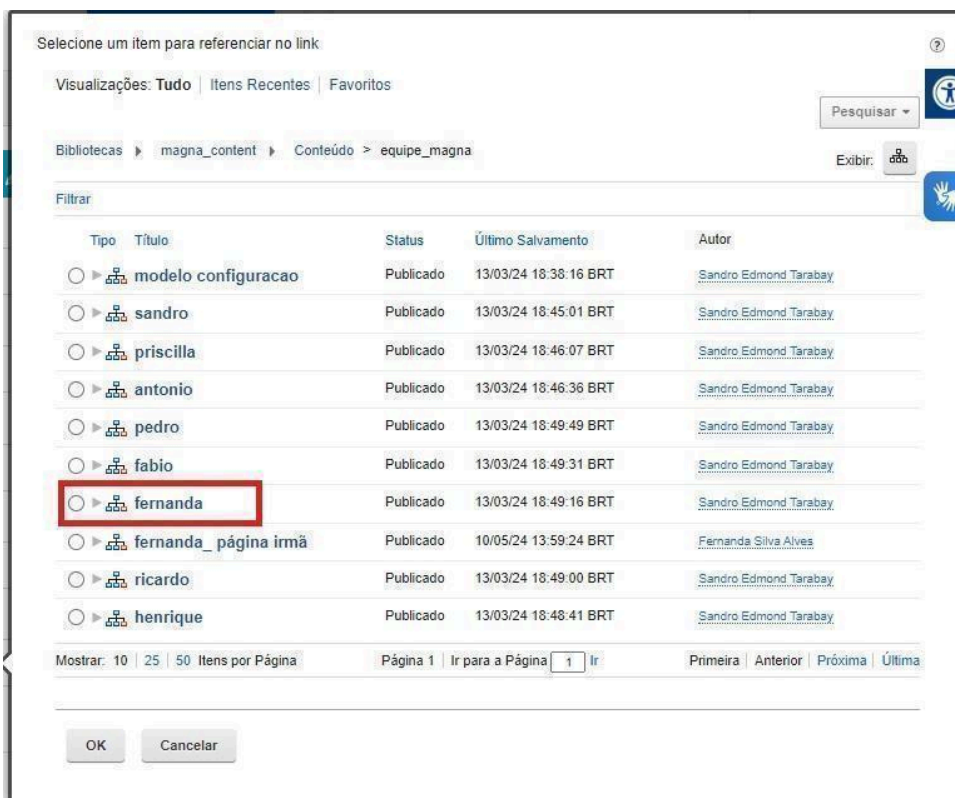 Selecione um item para referenciar no link
Visualizações: Tudo | Itens Recentes | Favoritos
Pesquisar
Bibliotecas magna_content Conteúdo > equipe_magna
Exibir:
Filtrar
Tipo Título Status Último Salvamento Autor
modelo configuracao Publicado 13/03/24 18:38:16 BRT Sandro Edmond Tarabay
sandro Publicado 13/03/24 18:45:01 BRT Sandro Edmond Tarabay
priscilla Publicado 13/03/24 18:46:07 BRT Sandro Edmond Tarabay
antonio Publicado 13/03/24 18:46:36 BRT Sandro Edmond Tarabay
pedro Publicado 13/03/24 18:49:49 BRT Sandro Edmond Tarabay
fabio Publicado 13/03/24 18:49:31 BRT Sandro Edmond Tarabay
fernanda Publicado 13/03/24 18:49:16 BRT Sandro Edmond Tarabay
fernanda_ página irmã Publicado 10/05/24 13:59:24 BRT Fernanda Silva Alves
ricardo Publicado 13/03/24 18:49:00 BRT Sandro Edmond Tarabay
henrique Publicado 13/03/24 18:48:41 BRT Sandro Edmond Tarabay
Mostrar: 10 | 25 | 50 Itens por Página Página 1 | Ir para a Página 1 Ir Primeira | Anterior | Próxima | Última
OK Cancelar